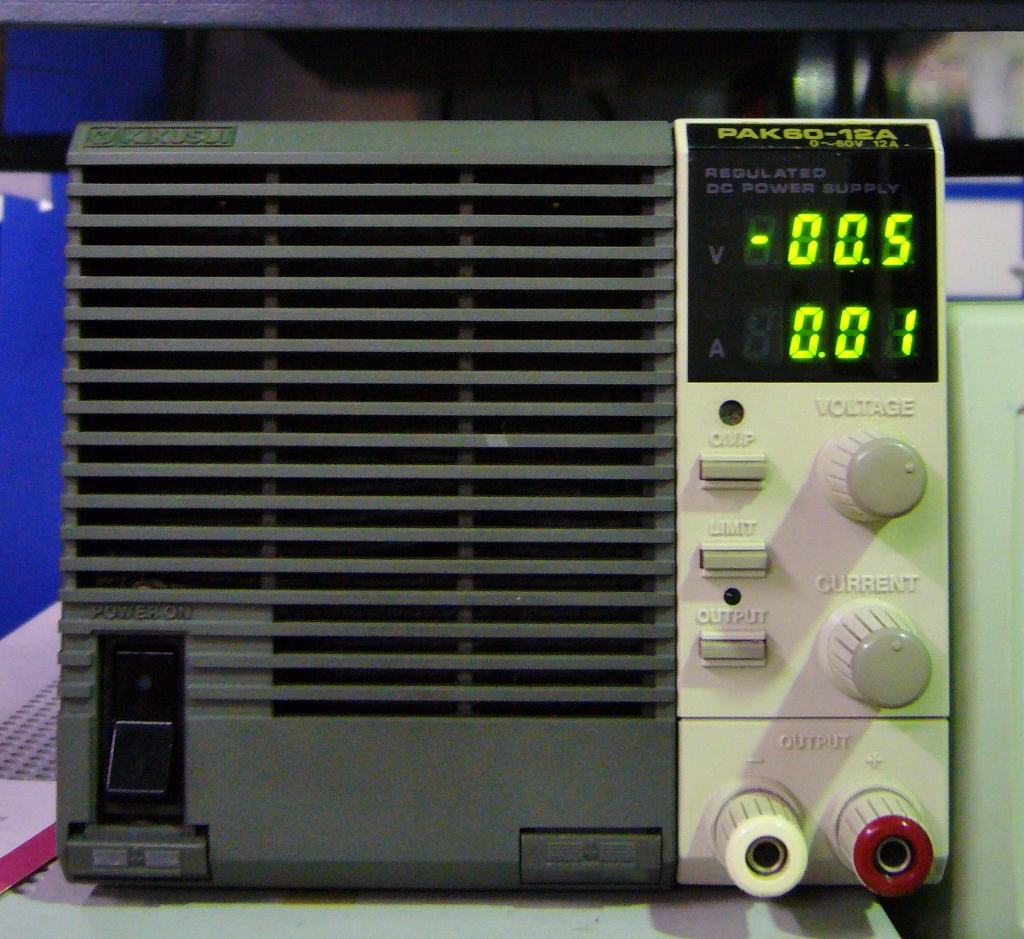 KIKUSUI
PAK60-12A
0~60V 12A
REGULATED
DC POWER SUPPLY
V -00.5
A 0.01
VOLTAGE
O.V.P
LIMIT
CURRENT
POWER ON
OUTPUT
OUTPUT
- +